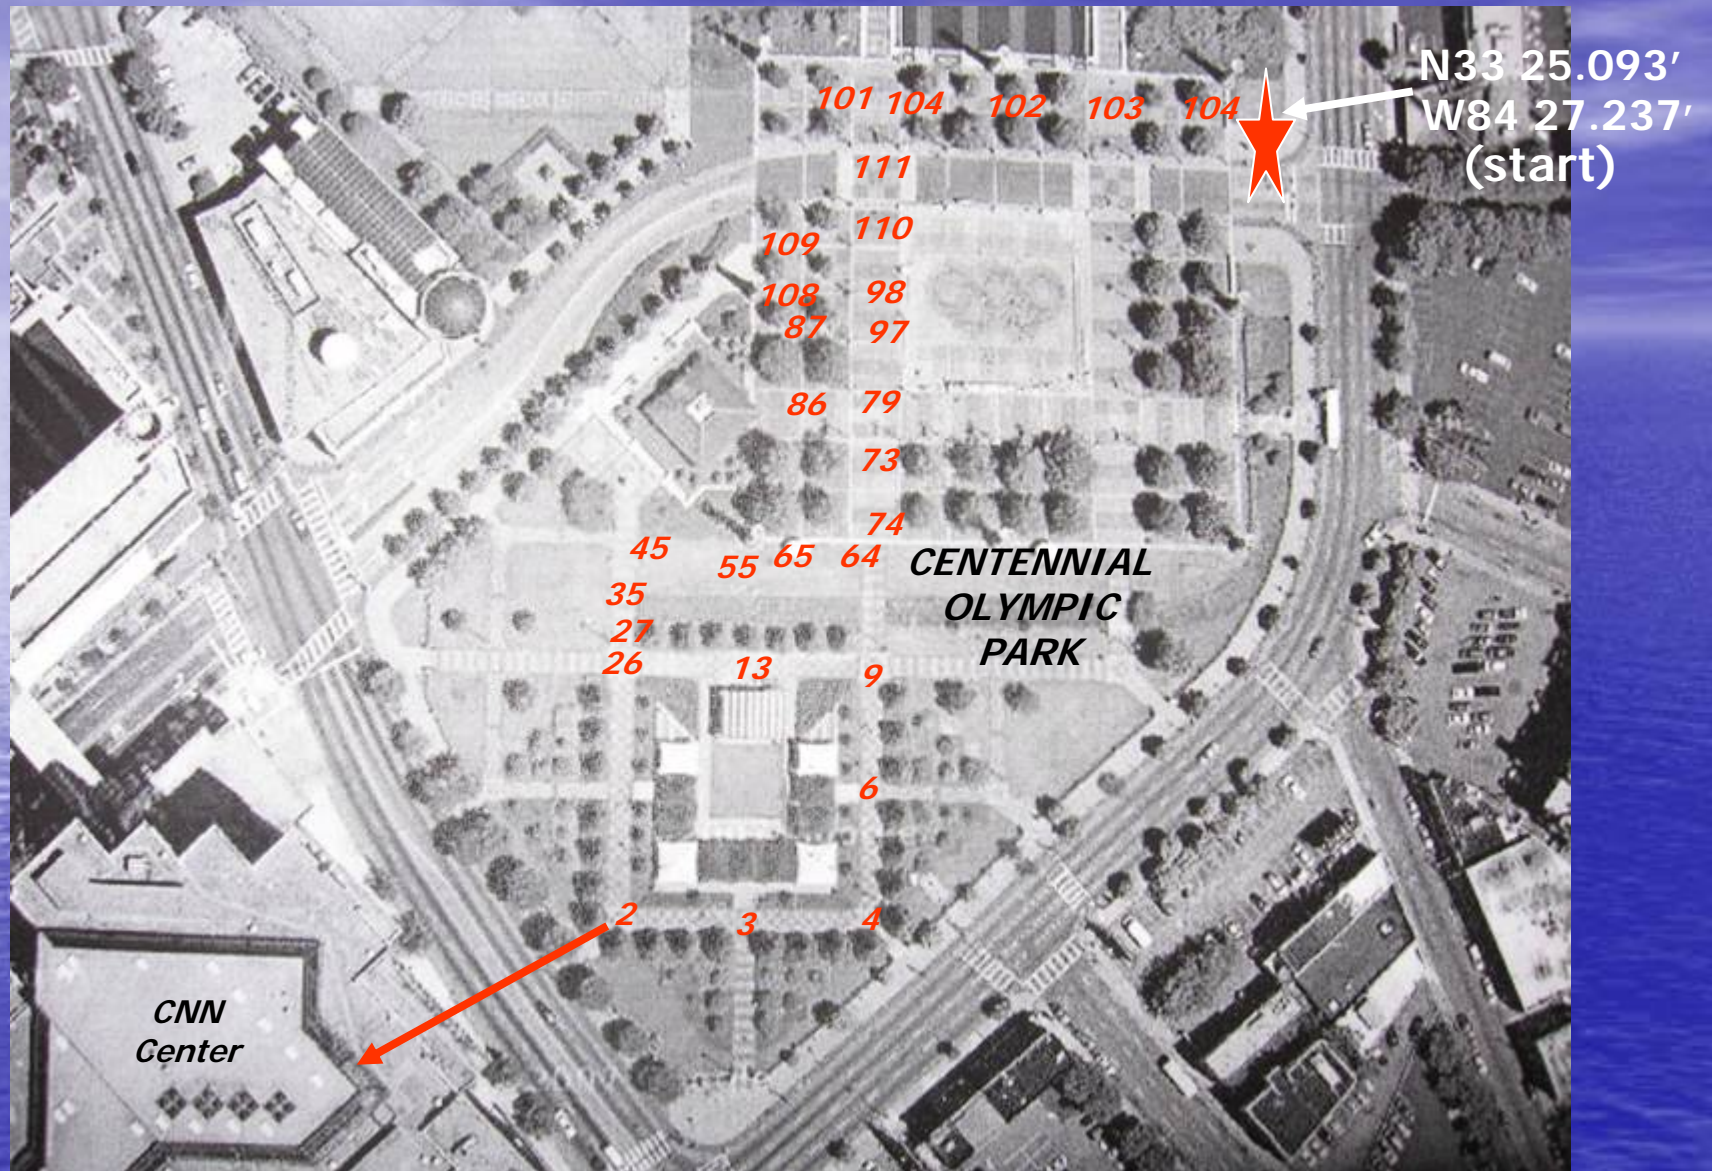 N33 25.093’
W84 27.237’
(start)
101 104 102 103 104
111
110
109
108 98
87 97
86 79
73
74
45 55 65 64
CENTENNIAL
OLYMPIC
PARK
35
27
26 13 9
6
2 3 4
CNN
Center